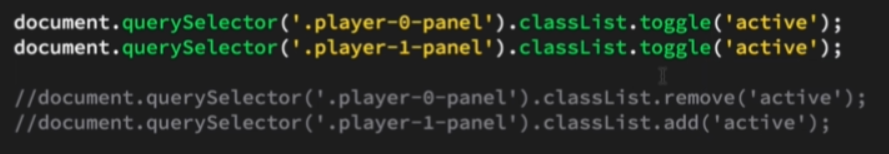 document.querySelector('.player-0-panel').classList.toggle('active');
document.querySelector('.player-1-panel').classList.toggle('active');
//document.querySelector('.player-0-panel').classList.remove('active');
//document.querySelector('.player-1-panel').classList.add('active');